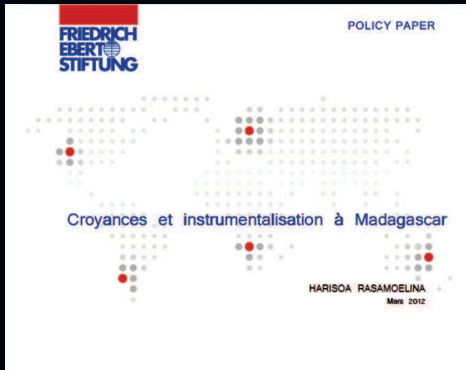 FRIEDRICH
EBERT
STIFTUNG
POLICY PAPER
Croyances et instrumentalisation à Madagascar
HARISOA RASAMOELINA
Mars 2012